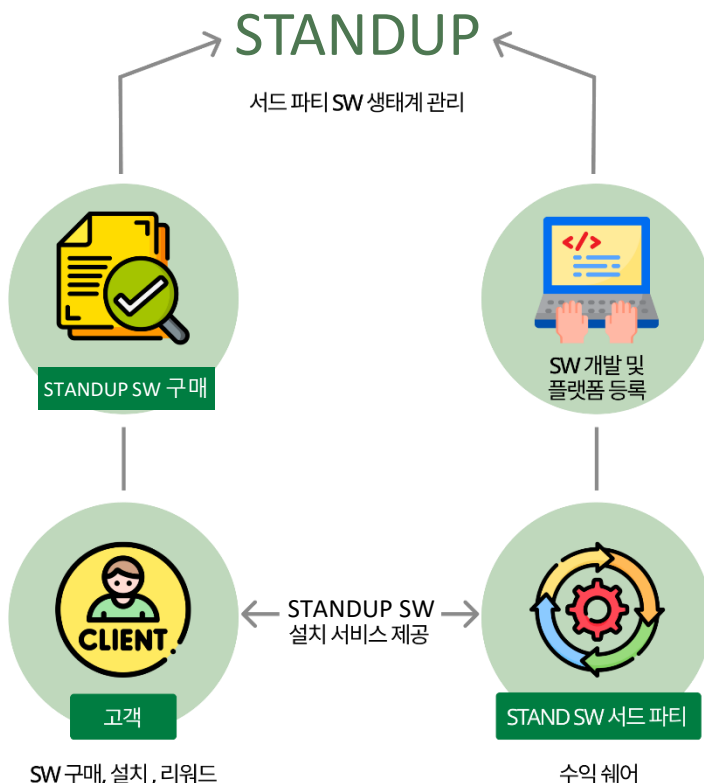 STANDUP
서드 파티 SW 생태계 관리
</>
STANDUP SW 구매
SW 개발 및
플랫폼 등록
STANDUP SW
설치 서비스 제공
CLIENT.
고객
STAND SW 서드 파티
SW 구매, 설치 , 리워드
수익 쉐어